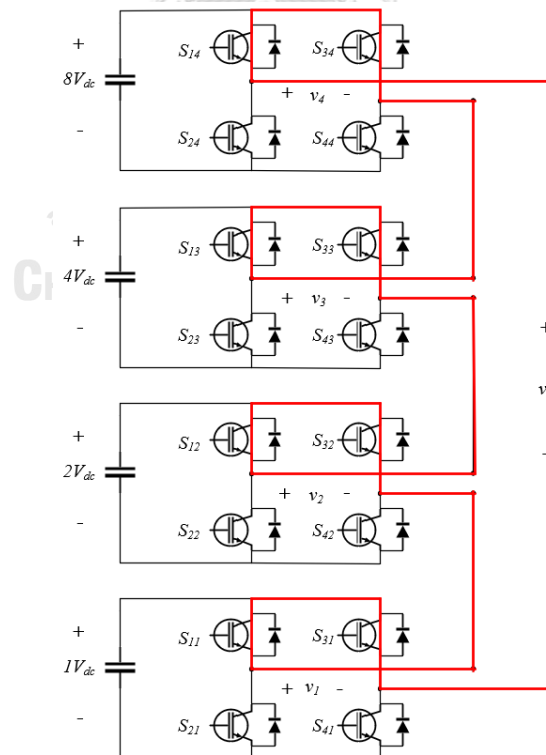 + S14 S34
8Vdc
+ v4 -
- S24 S44
+ S13 S33
4Vdc
+ v3 -
- S23 S43
+
v
+ S12 S32
2Vdc
+ v2 -
- S22 S42
+ S11 S31
1Vdc
+ v1 -
- S21 S41